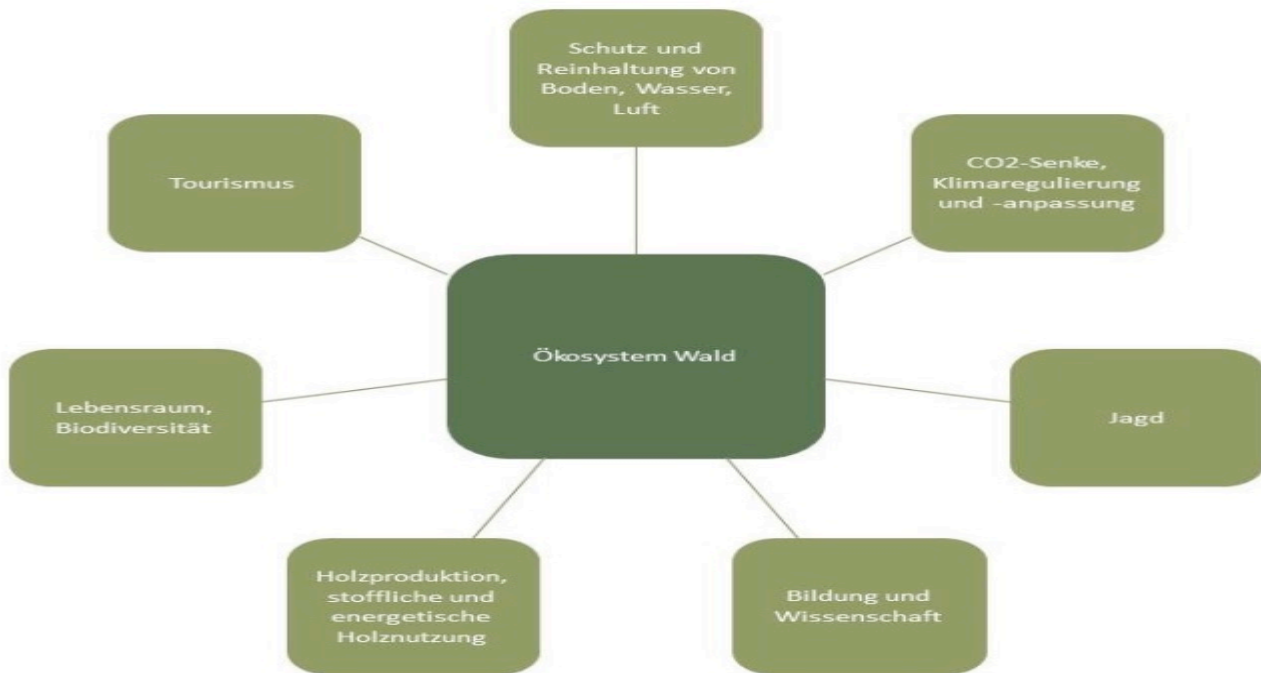 Schutz und
Reinhaltung von
Boden, Wasser,
Luft
Tourismus
CO2-Senke,
Klimaregulierung
und -anpassung
Ökosystem Wald
Lebensraum,
Biodiversität
Jagd
Holzproduktion,
stoffliche und
energetische
Holznutzung
Bildung und
Wissenschaft